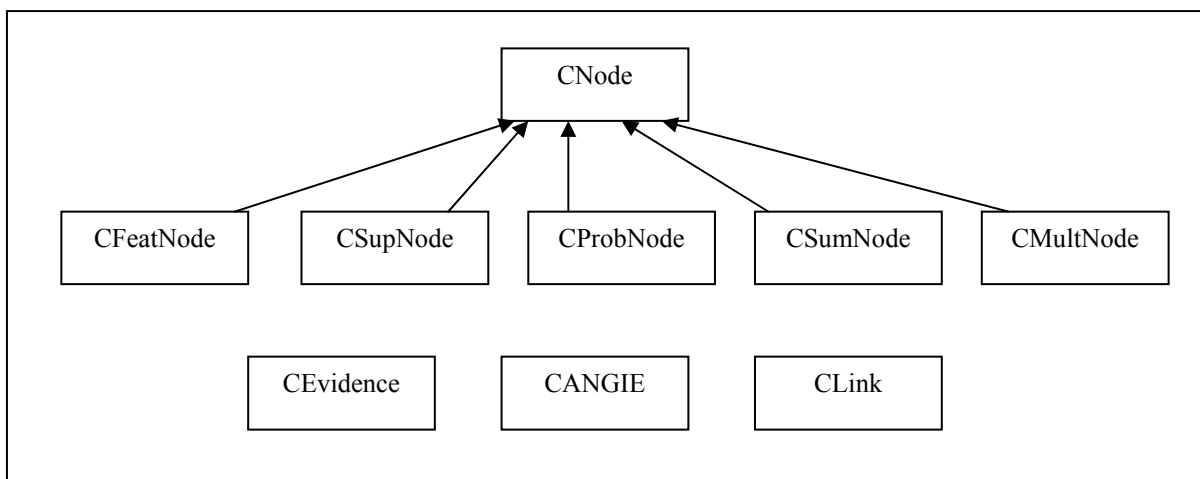 CNode
CFeatNode
CSupNode
CProbNode
CSumNode
CMultNode
CEvidence
CANGIE
CLink